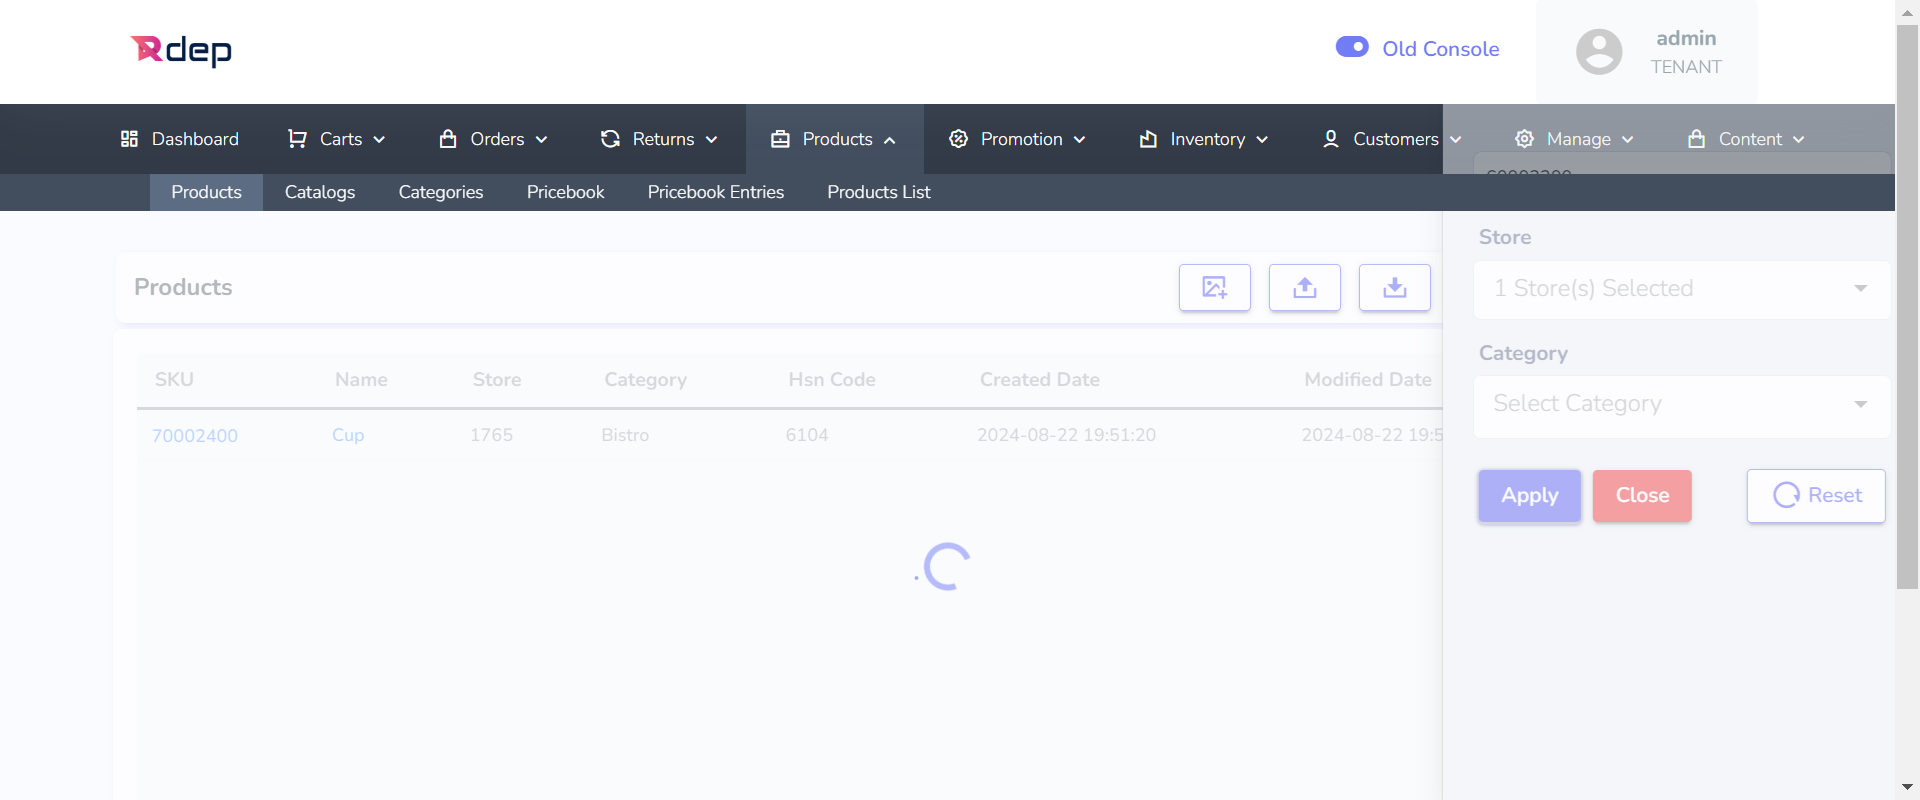 Rdep
Old Console
admin
TENANT
Dashboard
Carts
Orders
Returns
Products
Promotion
Inventory
Customers
Manage
Content
Products
Catalogs
Categories
Pricebook
Pricebook Entries
Products List
Products
SKU Name Store Category Hsn Code Created Date Modified Date
70002400 Cup 1765 Bistro 6104 2024-08-22 19:51:20 2024-08-22 19:5
Store
1 Store(s) Selected
Category
Select Category
Apply
Close
Reset